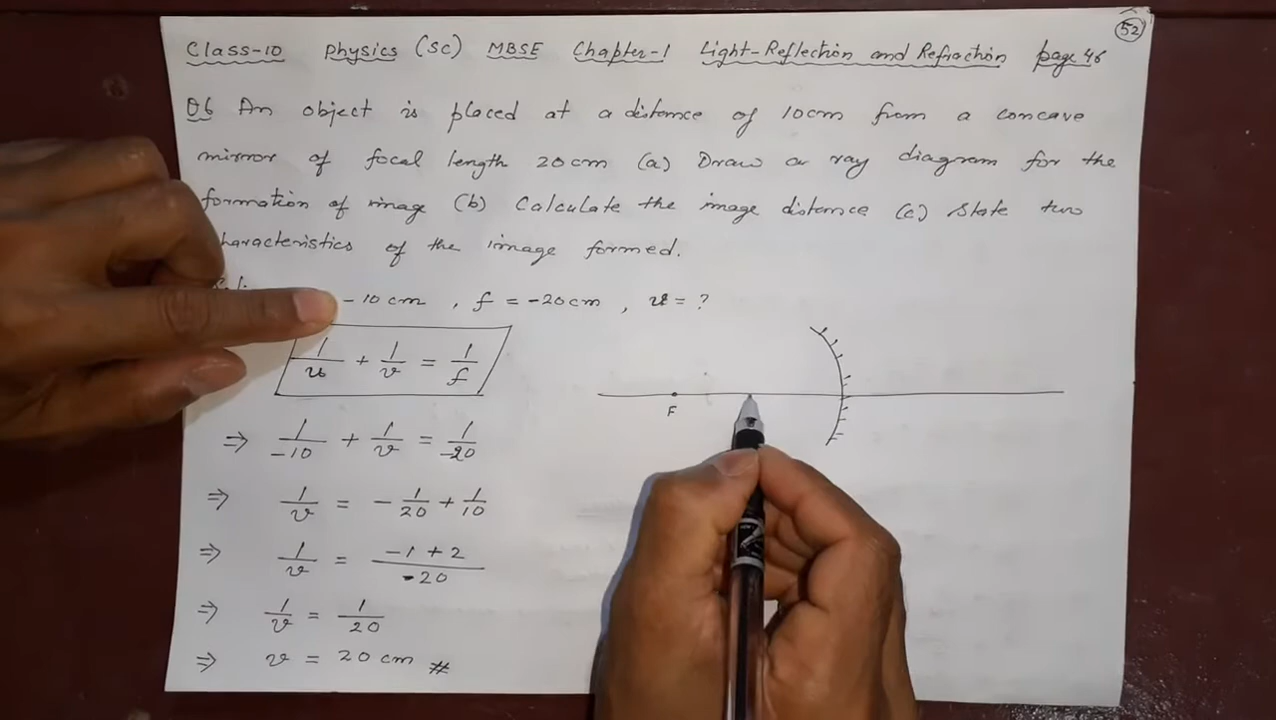 52
Class-10 Physics (SC) MBSE Chapter-1 Light-Reflection and Refraction page 46
Q6 An object is placed at a distance of 10cm from a concave
mirror of focal length 20cm (a) Draw a ray diagram for the
formation of image (b) Calculate the image distance (c) State two
characteristics of the image formed.
-10cm , f = -20cm , v = ?
1/u + 1/v = 1/f
⇒ 1/-10 + 1/v = 1/-20
⇒ 1/v = -1/20 + 1/10
⇒ 1/v = -1+2/20
⇒ 1/v = 1/20
⇒ v = 20 cm #
F